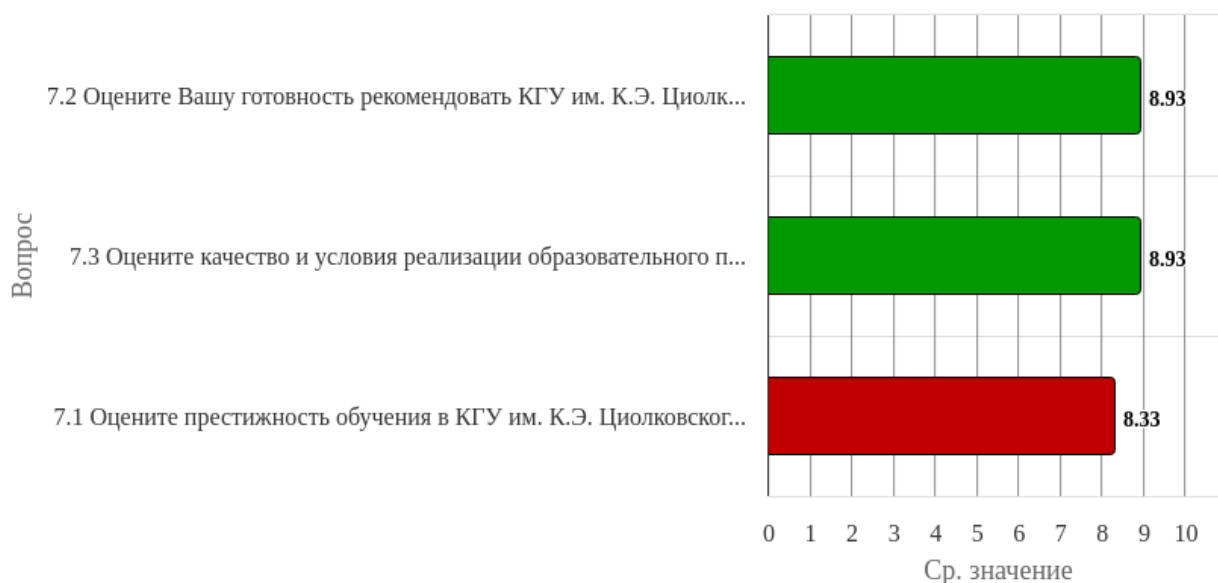 7.2 Оцените Вашу готовность рекомендовать КГУ им. К.Э. Циолк...
8.93
7.3 Оцените качество и условия реализации образовательного п...
8.93
7.1 Оцените престижность обучения в КГУ им. К.Э. Циолковског...
8.33
Вопрос
0 1 2 3 4 5 6 7 8 9 10
Ср. значение